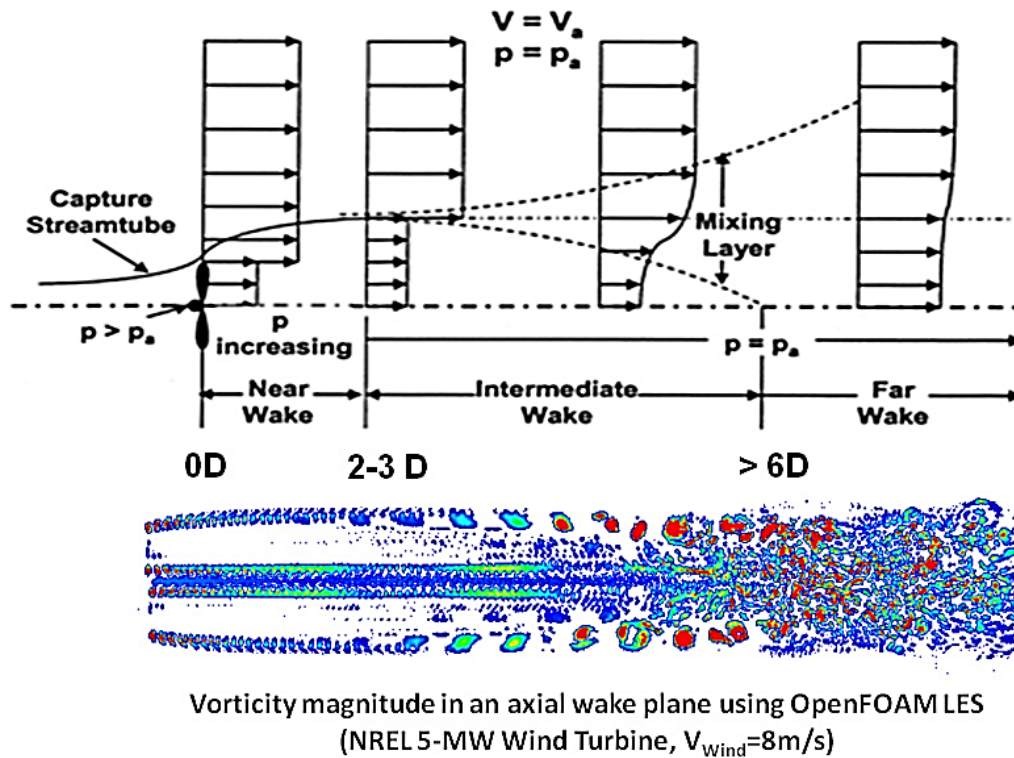 V = Va
p = pa
Capture
Streamtube
Mixing
Layer
p > pa
p
increasing
p = pa
Near
Wake
Intermediate
Wake
Far
Wake
0D
2-3 D
> 6D
Vorticity magnitude in an axial wake plane using OpenFOAM LES
(NREL 5-MW Wind Turbine, VWind=8m/s)